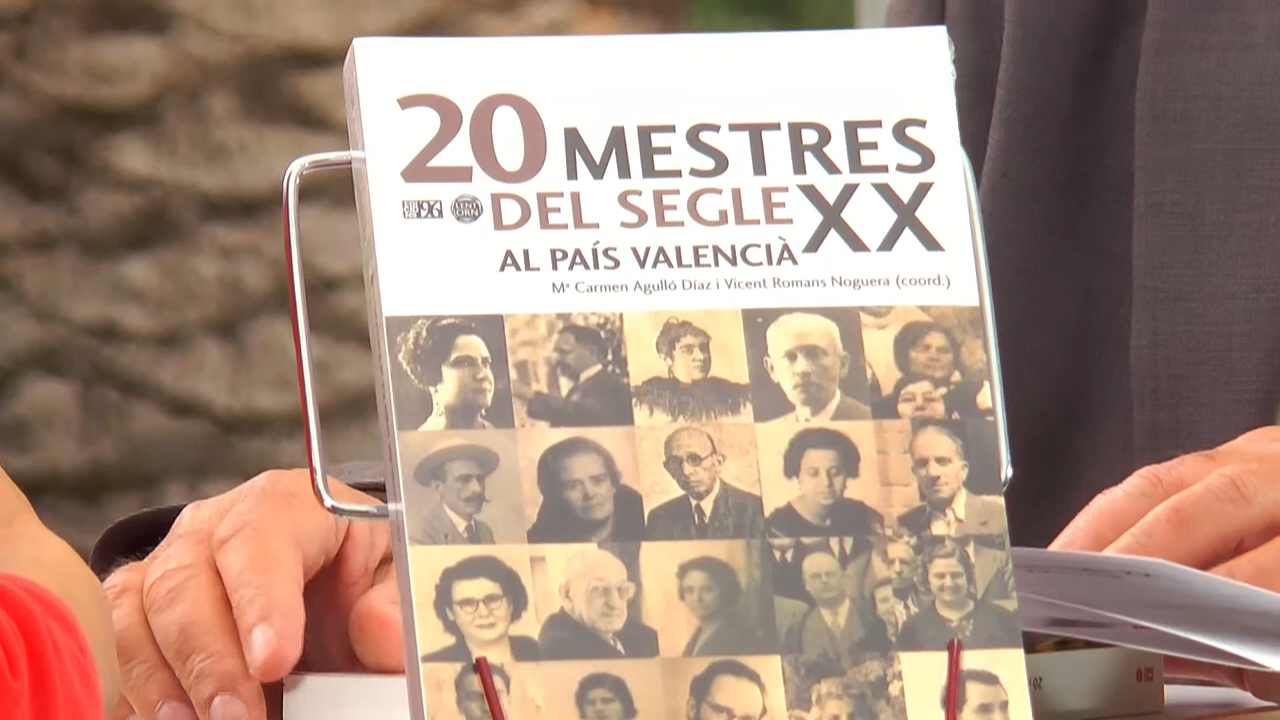 20 MESTRES
DEL SEGLE XX
AL PAÍS VALENCIÀ
Mª Carmen Agulló Díaz i Vicent Romans Noguera (coord.)